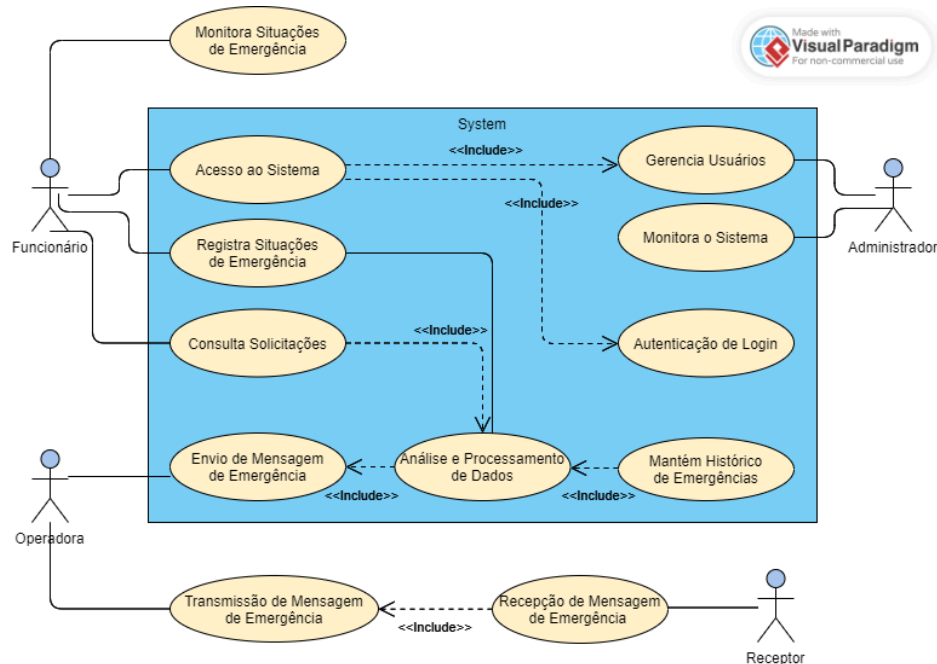 Monitora Situações
de Emergência
Made with
Visual Paradigm
For non-commercial use
System
<<Include>>
Acesso ao Sistema
Gerencia Usuários
<<Include>>
Funcionário
Registra Situações
de Emergência
Monitora o Sistema
Administrador
<<Include>>
Consulta Solicitações
Autenticação de Login
Envio de Mensagem
de Emergência
Análise e Processamento
de Dados
Mantém Histórico
de Emergências
<<Include>>
<<Include>>
Operadora
Transmissão de Mensagem
de Emergência
Recepção de Mensagem
de Emergência
<<Include>>
Receptor